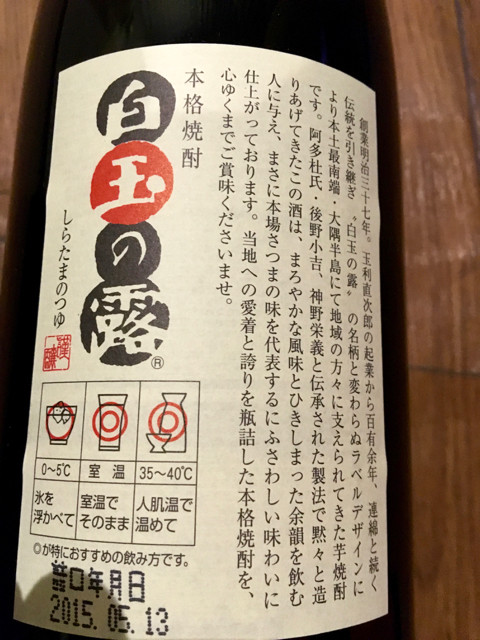 創業明治三十七年。玉利直次郎の起業から百有余年、連綿と続く
伝統を引き継ぎ〝白玉の露〟の名柄と変わらぬラベルデザインに
より本土最南端・大隅半島にて地域の方々に支えられてきた芋焼酎
です。阿多杜氏・後野小吉、神野栄義と伝承された製法で黙々と造
りあげてきたこの酒は、まろやかな風味とひきしまった余韻を飲む
人に与え、まさに本場さつまの味を代表するにふさわしい味わいに
仕上がっております。当地への愛着と誇りを瓶詰した本格焼酎を、
心ゆくまでご賞味くださいませ。
本格焼酎
白玉の露®
しらたまのつゆ
0~5℃
氷を
浮かべて
室温
室温で
そのまま
35~40℃
人肌温で
温めて
◎が特におすすめの飲み方です。
詰口年月日
2015.05.13